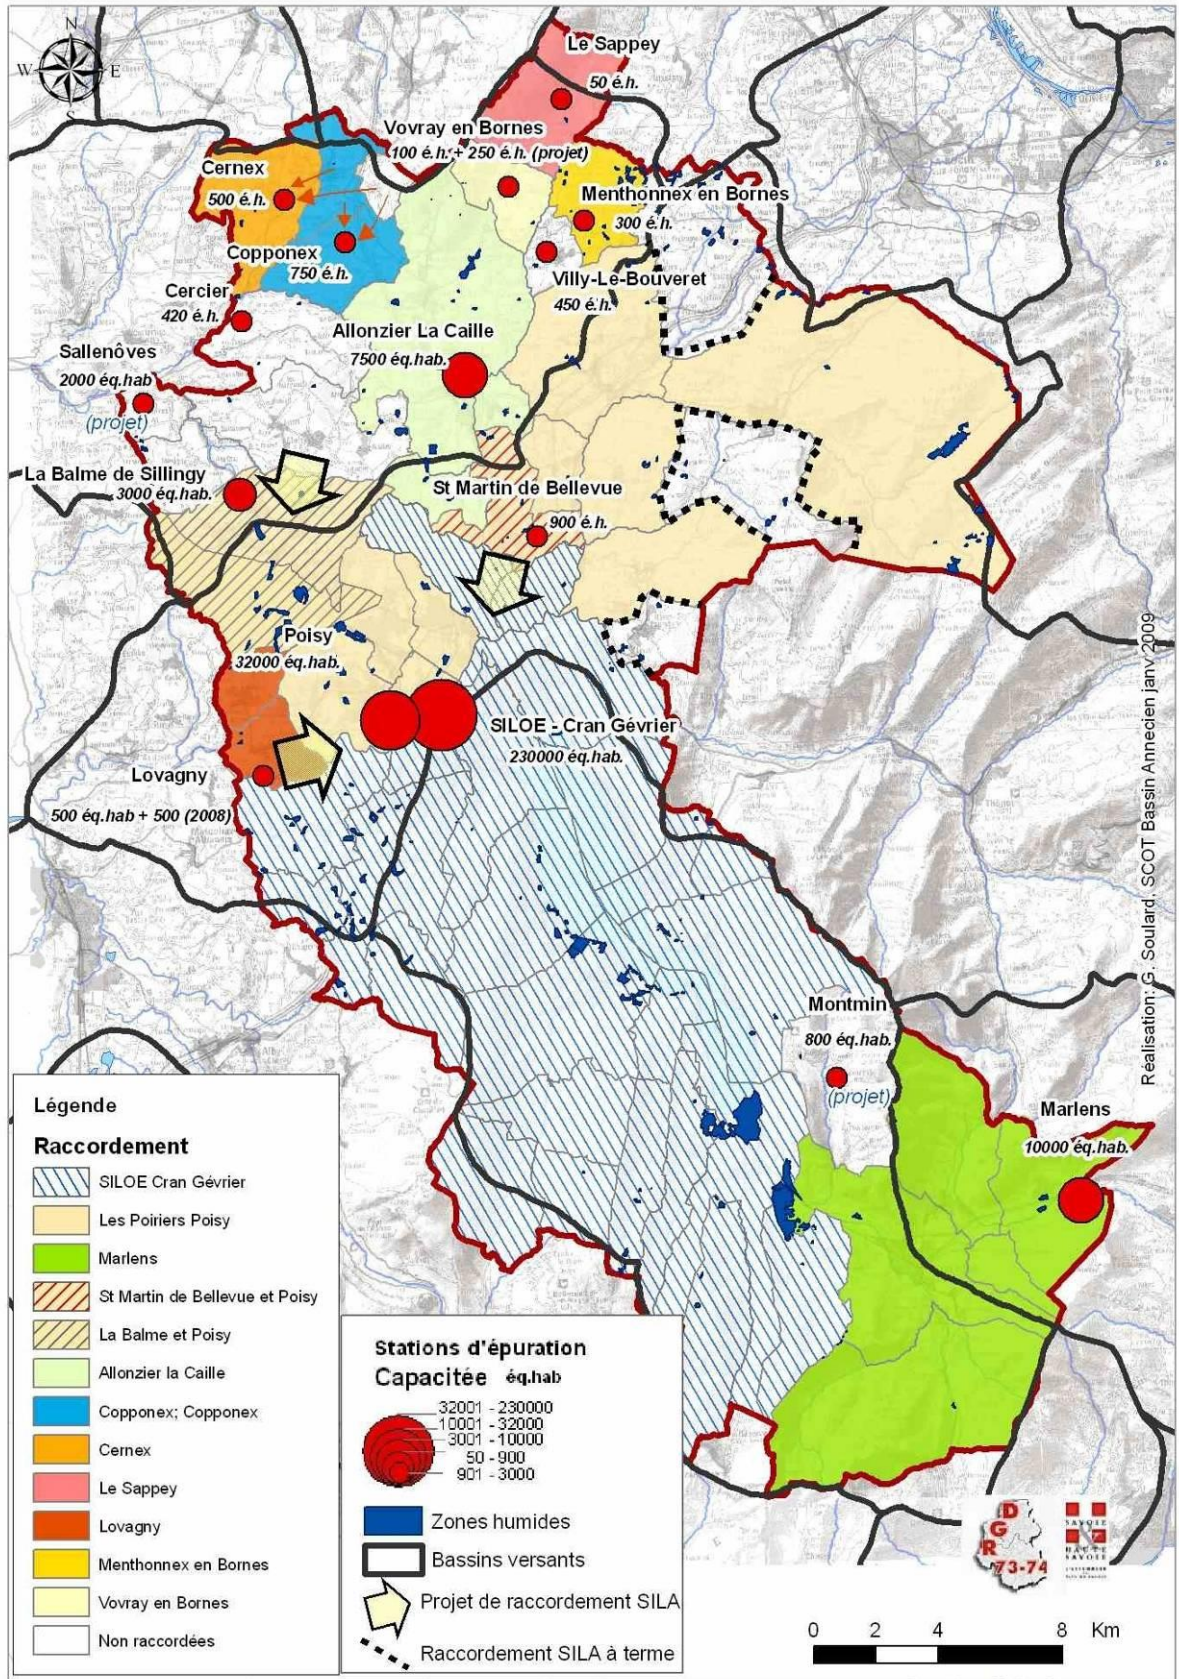 N
W
E
S
Le Sappey
50 é.h.
Vovray en Bornes
100 é.h. + 250 é.h. (projet)
Cernex
500 é.h.
Menthonnex en Bornes
300 é.h.
Copponex
750 é.h.
Villy-Le-Bouveret
450 é.h.
Cercier
420 é.h.
Allonzier La Caille
7500 éq.hab.
Sallenôves
2000 éq.hab
(projet)
La Balme de Sillingy
3000 éq.hab.
St Martin de Bellevue
900 é.h.
Poisy
32000 éq.hab.
SILOE - Cran Gévrier
230000 éq.hab.
Lovagny
500 éq.hab + 500 (2008)
Montmin
800 éq.hab.
(projet)
Marlens
10000 éq.hab.
Réalisation: G. Soulard, SCOT Bassin Annecien janv 2009
Légende
Raccordement
SILOE Cran Gévrier
Les Poiriers Poisy
Marlens
St Martin de Bellevue et Poisy
La Balme et Poisy
Allonzier la Caille
Copponex; Copponex
Cernex
Le Sappey
Lovagny
Menthonnex en Bornes
Vovray en Bornes
Non raccordées
Stations d'épuration
Capacitée éq.hab
32001 - 230000
10001 - 32000
3001 - 10000
50 - 900
901 - 3000
Zones humides
Bassins versants
Projet de raccordement SILA
Raccordement SILA à terme
D
G
R
73-74
SAVOIE
HAUTE
SAVOIE
0 2 4 8 Km